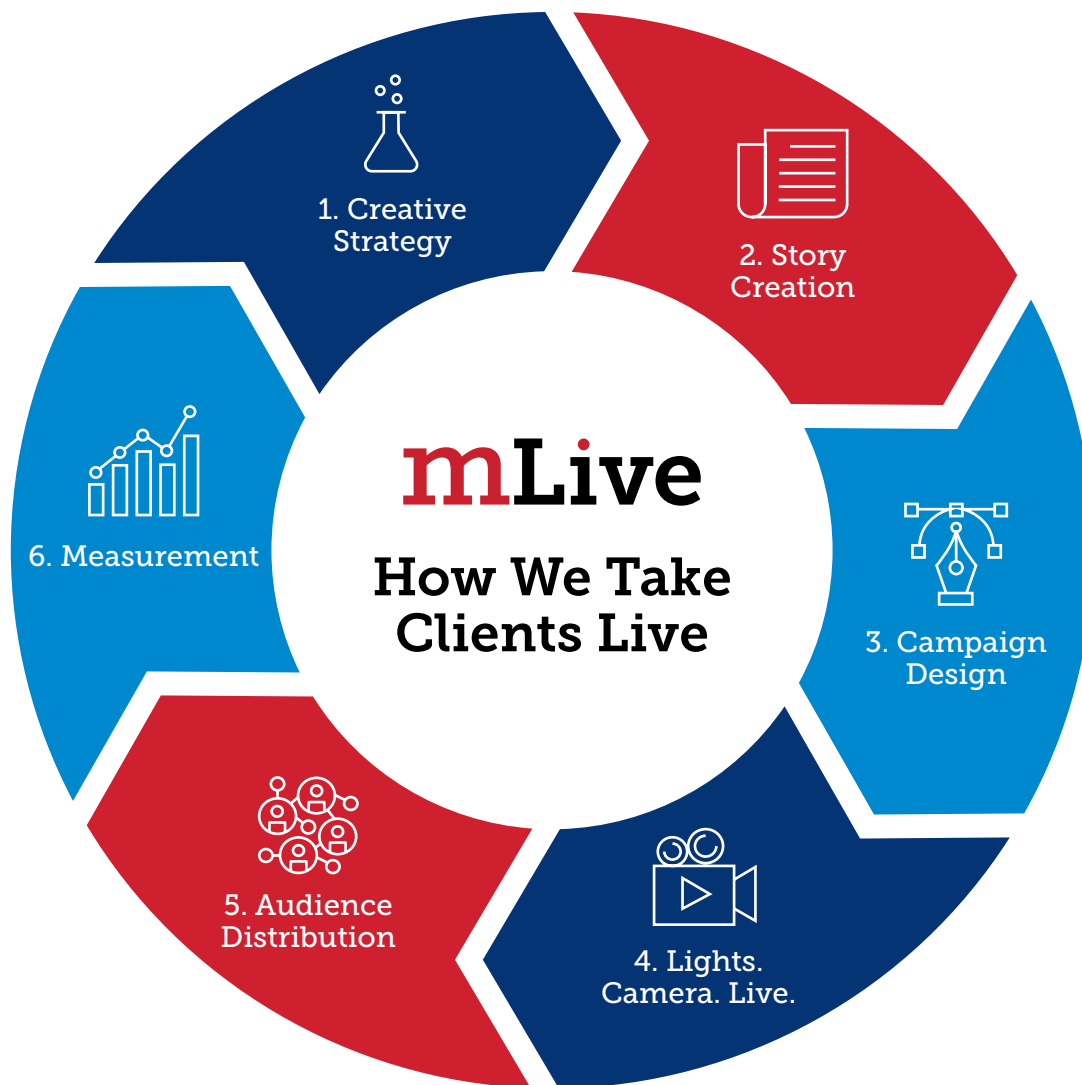 1. Creative
Strategy
2. Story
Creation
3. Campaign
Design
4. Lights.
Camera. Live.
5. Audience
Distribution
6. Measurement
mLive
How We Take
Clients Live